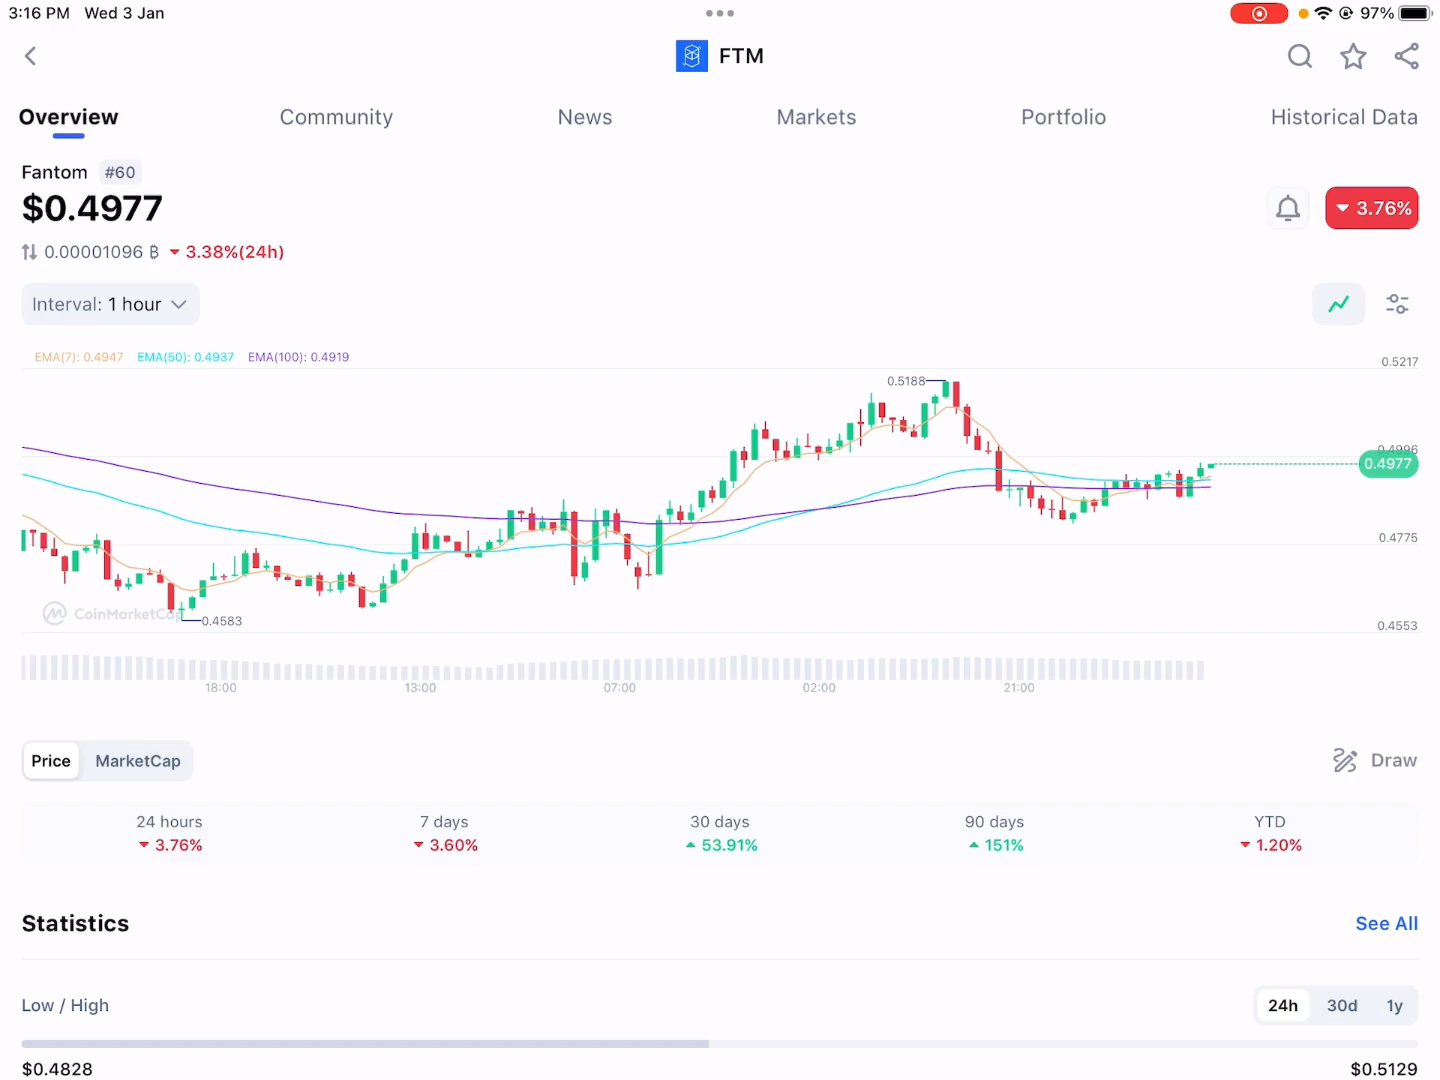 3:16 PM Wed 3 Jan
97%
FTM
Overview Community News Markets Portfolio Historical Data
Fantom #60
$0.4977
3.76%
0.00001096 ₿ 3.38%(24h)
Interval: 1 hour
EMA(7): 0.4947 EMA(50): 0.4937 EMA(100): 0.4919
0.5217
0.5188
0.4996
0.4977
0.4775
CoinMarketCap
0.4583
0.4553
18:00 13:00 07:00 02:00 21:00
Price MarketCap
Draw
24 hours 7 days 30 days 90 days YTD
3.76% 3.60% 53.91% 151% 1.20%
Statistics
See All
Low / High
24h 30d 1y
$0.4828
$0.5129